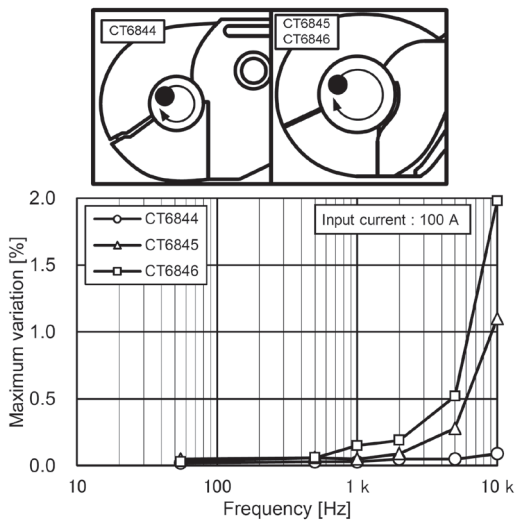 CT6844
CT6845
CT6846
2.0
1.5
1.0
0.5
0.0
Maximum variation [%]
CT6844
CT6845
CT6846
Input current : 100 A
10
100
1 k
10 k
Frequency [Hz]